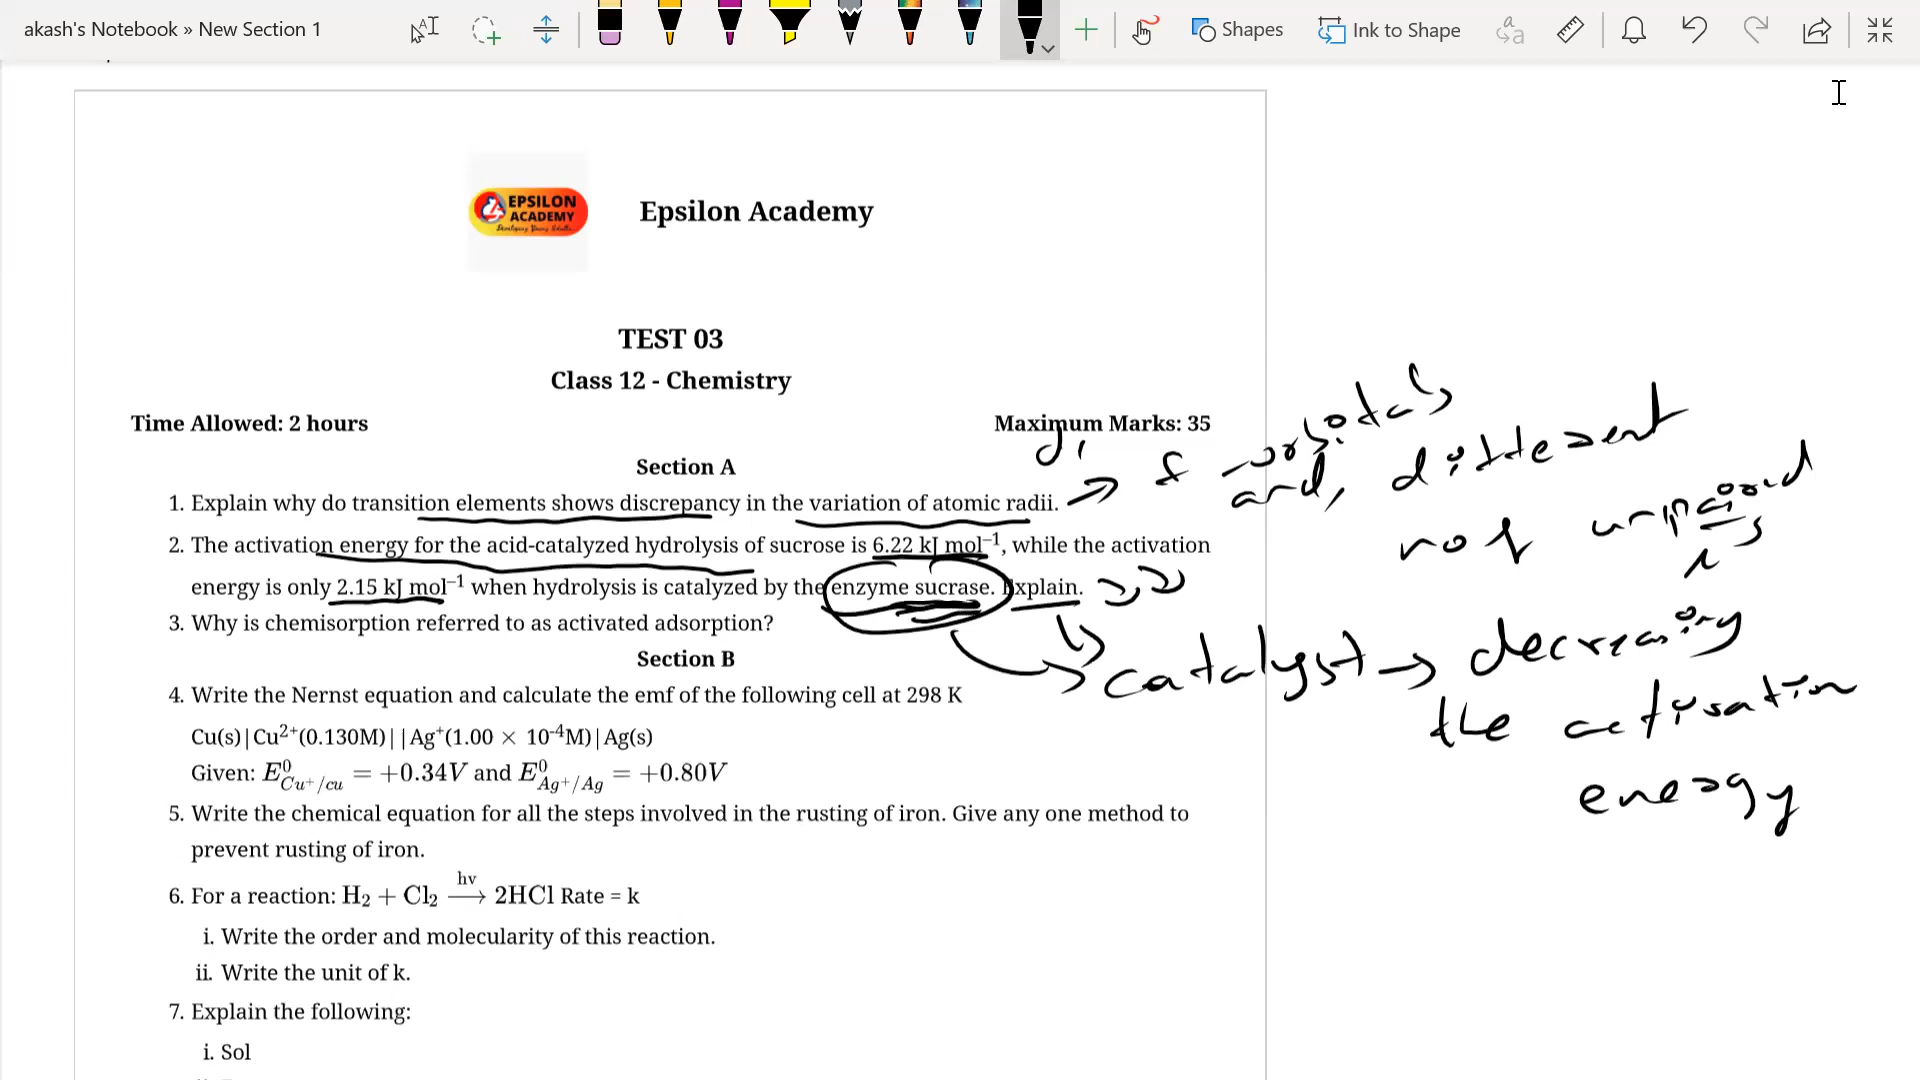 akash's Notebook » New Section 1
Shapes
Ink to Shape
EPSILON
ACADEMY
Developing Young Adults
Epsilon Academy
TEST 03
Class 12 - Chemistry
Time Allowed: 2 hours Maximum Marks: 35
Section A
1. Explain why do transition elements shows discrepancy in the variation of atomic radii.
d, f - orbitals
and, different
no of unpaired
2. The activation energy for the acid-catalyzed hydrolysis of sucrose is 6.22 kJ mol⁻¹, while the activation
energy is only 2.15 kJ mol⁻¹ when hydrolysis is catalyzed by the enzyme sucrase. Explain.
catalyst → decreasing
the activation
energy
3. Why is chemisorption referred to as activated adsorption?
Section B
4. Write the Nernst equation and calculate the emf of the following cell at 298 K
Cu(s)|Cu²⁺(0.130M)||Ag⁺(1.00 × 10⁻⁴M)|Ag(s)
Given: E⁰Cu⁺/cu = +0.34V and E⁰Ag⁺/Ag = +0.80V
5. Write the chemical equation for all the steps involved in the rusting of iron. Give any one method to
prevent rusting of iron.
6. For a reaction: H₂ + Cl₂ hv⟶ 2HCl Rate = k
i. Write the order and molecularity of this reaction.
ii. Write the unit of k.
7. Explain the following:
i. Sol